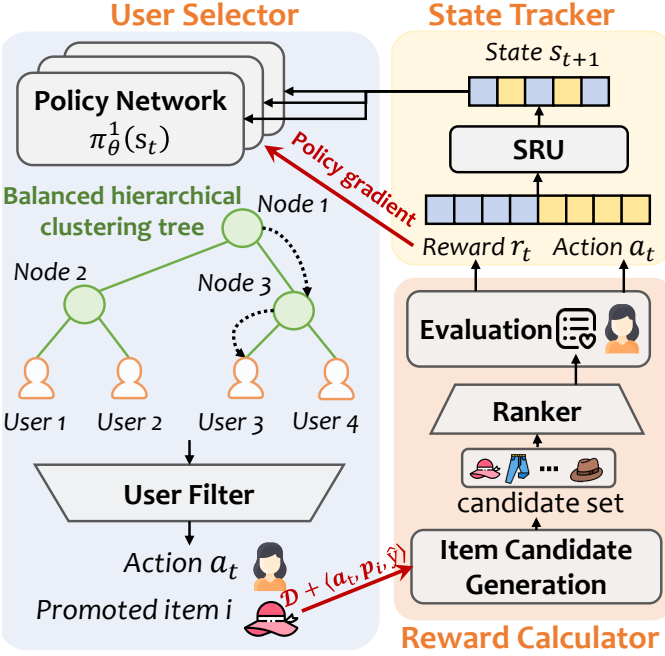 User Selector
Policy Network
π¹_θ(s_t)
Balanced hierarchical
clustering tree
Node 1
Node 2
Node 3
User 1
User 2
User 3
User 4
User Filter
Action a_t
Promoted item i
Policy gradient
𝒟 + ⟨a_t, p_i, ŷ⟩
State Tracker
State s_{t+1}
SRU
Reward r_t
Action a_t
Evaluation
Ranker
...
candidate set
Item Candidate
Generation
Reward Calculator